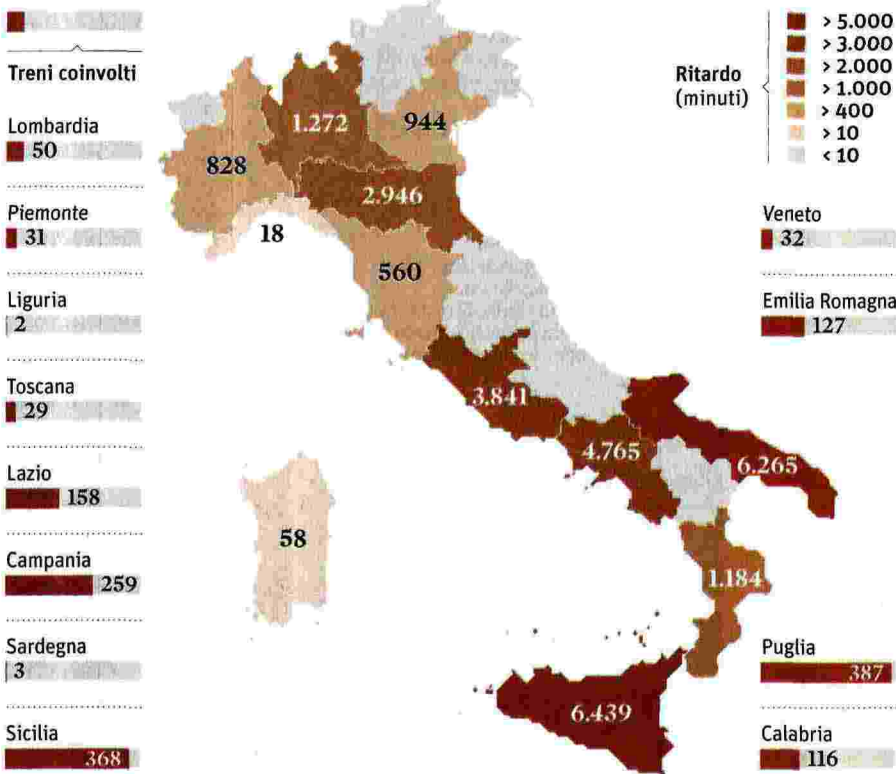 Treni coinvolti
Lombardia
50
Piemonte
31
Liguria
2
Toscana
29
Lazio
158
Campania
259
Sardegna
3
Sicilia
368
1.272
944
828
2.946
18
560
3.841
4.765
6.265
58
1.184
6.439
Ritardo
(minuti)
> 5.000
> 3.000
> 2.000
> 1.000
> 400
> 10
< 10
Veneto
32
Emilia Romagna
127
Puglia
387
Calabria
116